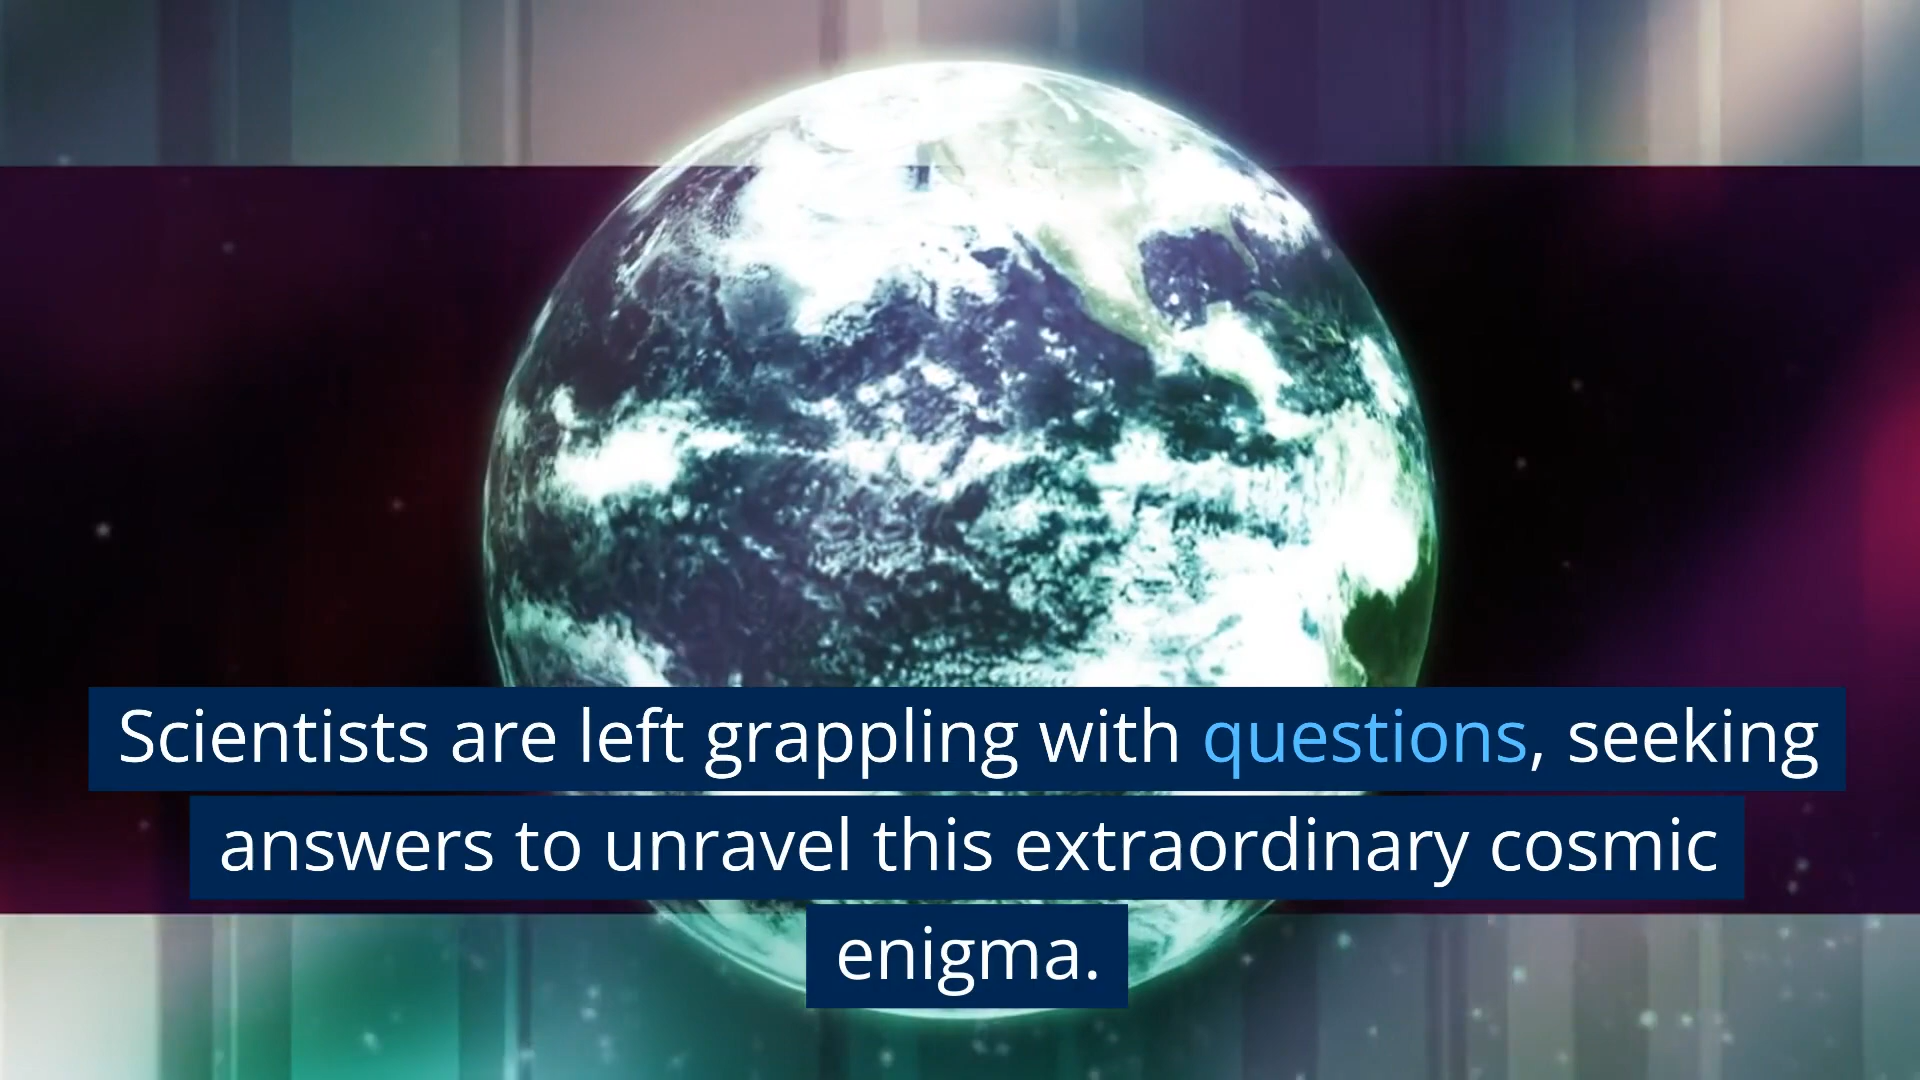 Scientists are left grappling with questions, seeking
answers to unravel this extraordinary cosmic
enigma.